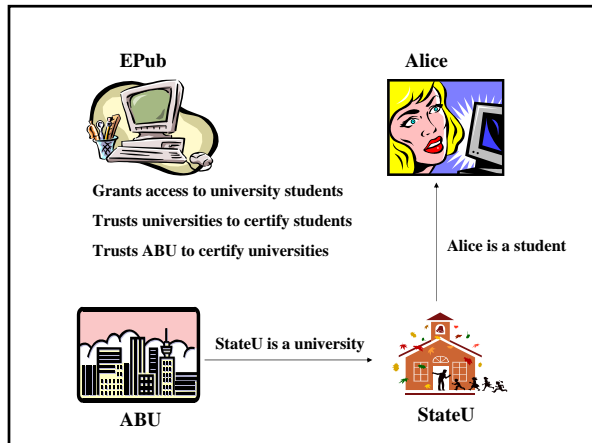 EPub
Alice
Grants access to university students
Trusts universities to certify students
Trusts ABU to certify universities
Alice is a student
StateU is a university
ABU
StateU